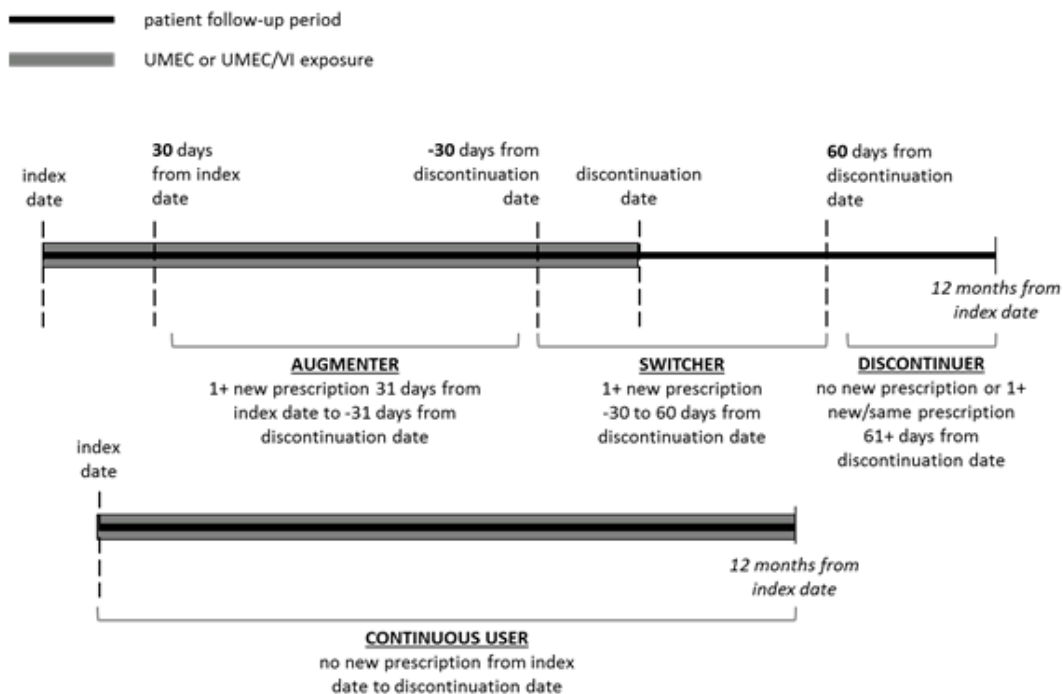 patient follow-up period
UMEC or UMEC/VI exposure
index
date
30 days
from index
date
-30 days from
discontinuation
date
discontinuation
date
60 days from
discontinuation
date
12 months from
index date
AUGMENTER
1+ new prescription 31 days from
index date to -31 days from
discontinuation date
SWITCHER
1+ new prescription
-30 to 60 days from
discontinuation date
DISCONTINUER
no new prescription or 1+
new/same prescription
61+ days from
discontinuation date
index
date
12 months from
index date
CONTINUOUS USER
no new prescription from index
date to discontinuation date